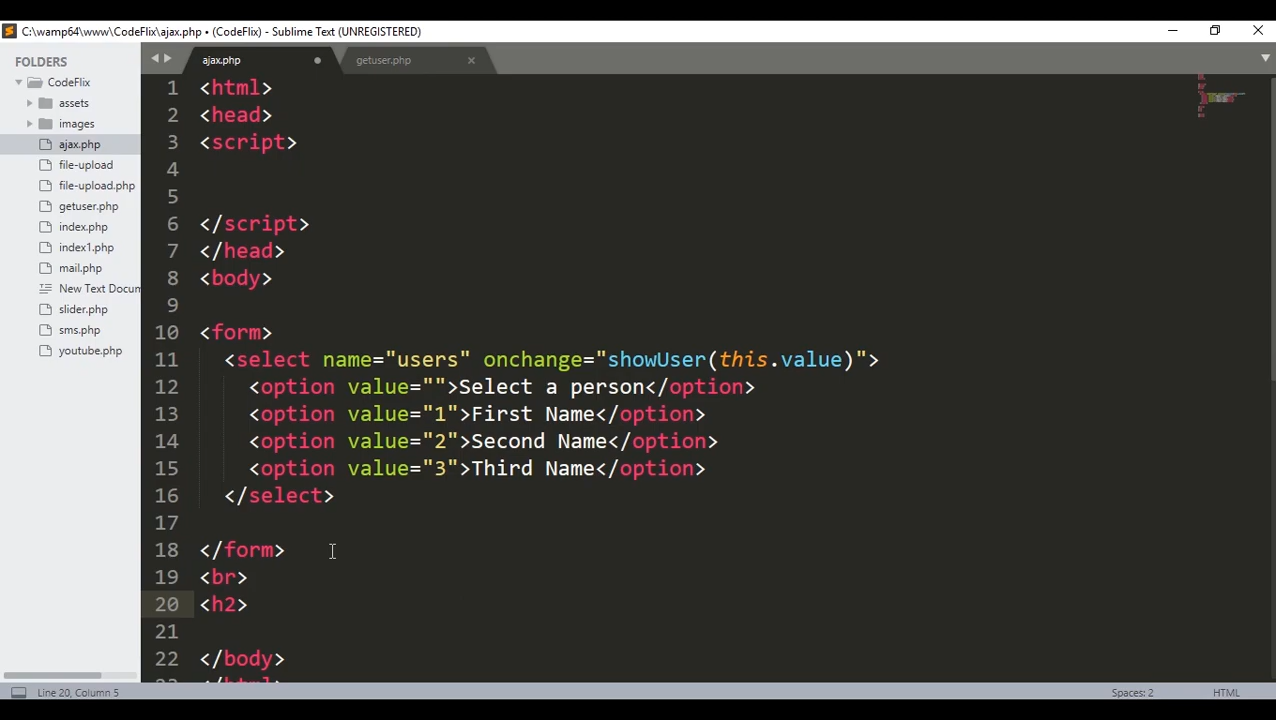 C:\wamp64\www\CodeFlix\ajax.php • (CodeFlix) - Sublime Text (UNREGISTERED)
FOLDERS
CodeFlix
assets
images
ajax.php
file-upload
file-upload.php
getuser.php
index.php
index1.php
mail.php
New Text Docum
slider.php
sms.php
youtube.php
ajax.php
getuser.php
1 <html>
2 <head>
3 <script>
4
5
6 </script>
7 </head>
8 <body>
9
10 <form>
11 <select name="users" onchange="showUser(this.value)">
12 <option value="">Select a person</option>
13 <option value="1">First Name</option>
14 <option value="2">Second Name</option>
15 <option value="3">Third Name</option>
16 </select>
17
18 </form>
19 <br>
20 <h2>
21
22 </body>
23 </html>
Line 20, Column 5
Spaces: 2
HTML